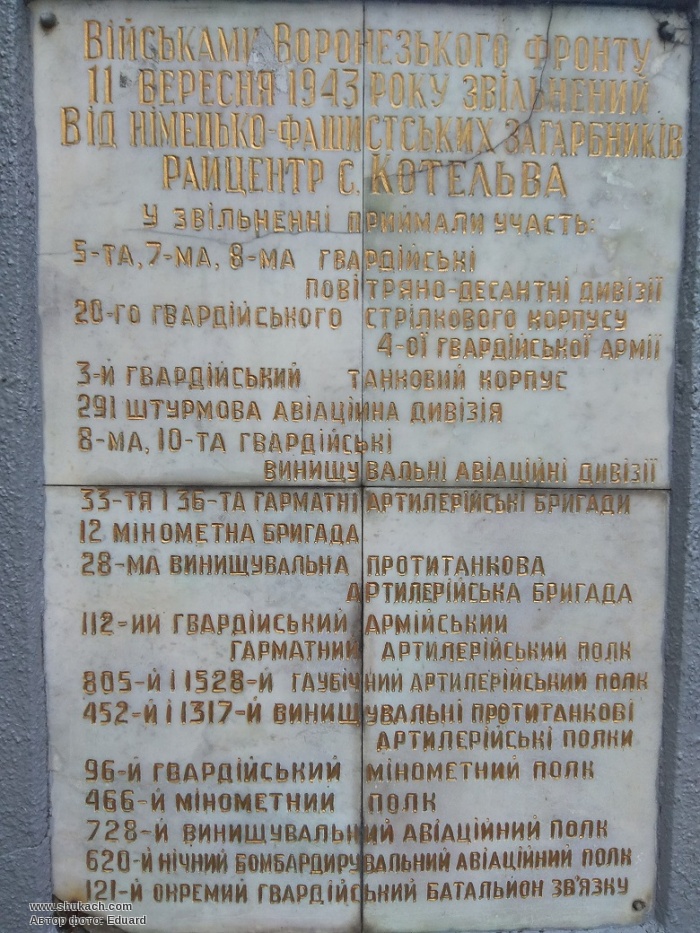 Військами Воронезького фронту
11 вересня 1943 року звільнений
від німецько-фашистських загарбників
райцентр с. Котельва
У звільненні приймали участь:
5-та, 7-ма, 8-ма гвардійські
повітряно-десантні дивізії
20-го гвардійського стрілкового корпусу
4-ої гвардійської армії
3-й гвардійський танковий корпус
291 штурмова авіаційна дивізія
8-ма, 10-та гвардійські
винищувальні авіаційні дивізії
33-тя і 36-та гарматні артилерійські бригади
12 мінометна бригада
28-ма винищувальна протитанкова
артилерійська бригада
112-ий гвардійський армійський
гарматний артилерійський полк
805-й і 1528-й гаубічний артилерійський полк
452-й і 1317-й винищувальні протитанкові
артилерійські полки
96-й гвардійський мінометний полк
466-й мінометний полк
728-й винищувальний авіаційний полк
620-й нічний бомбардирувальний авіаційний полк
121-й окремий гвардійський батальйон зв'язку
www.shukach.com
Автор фото: Eduard